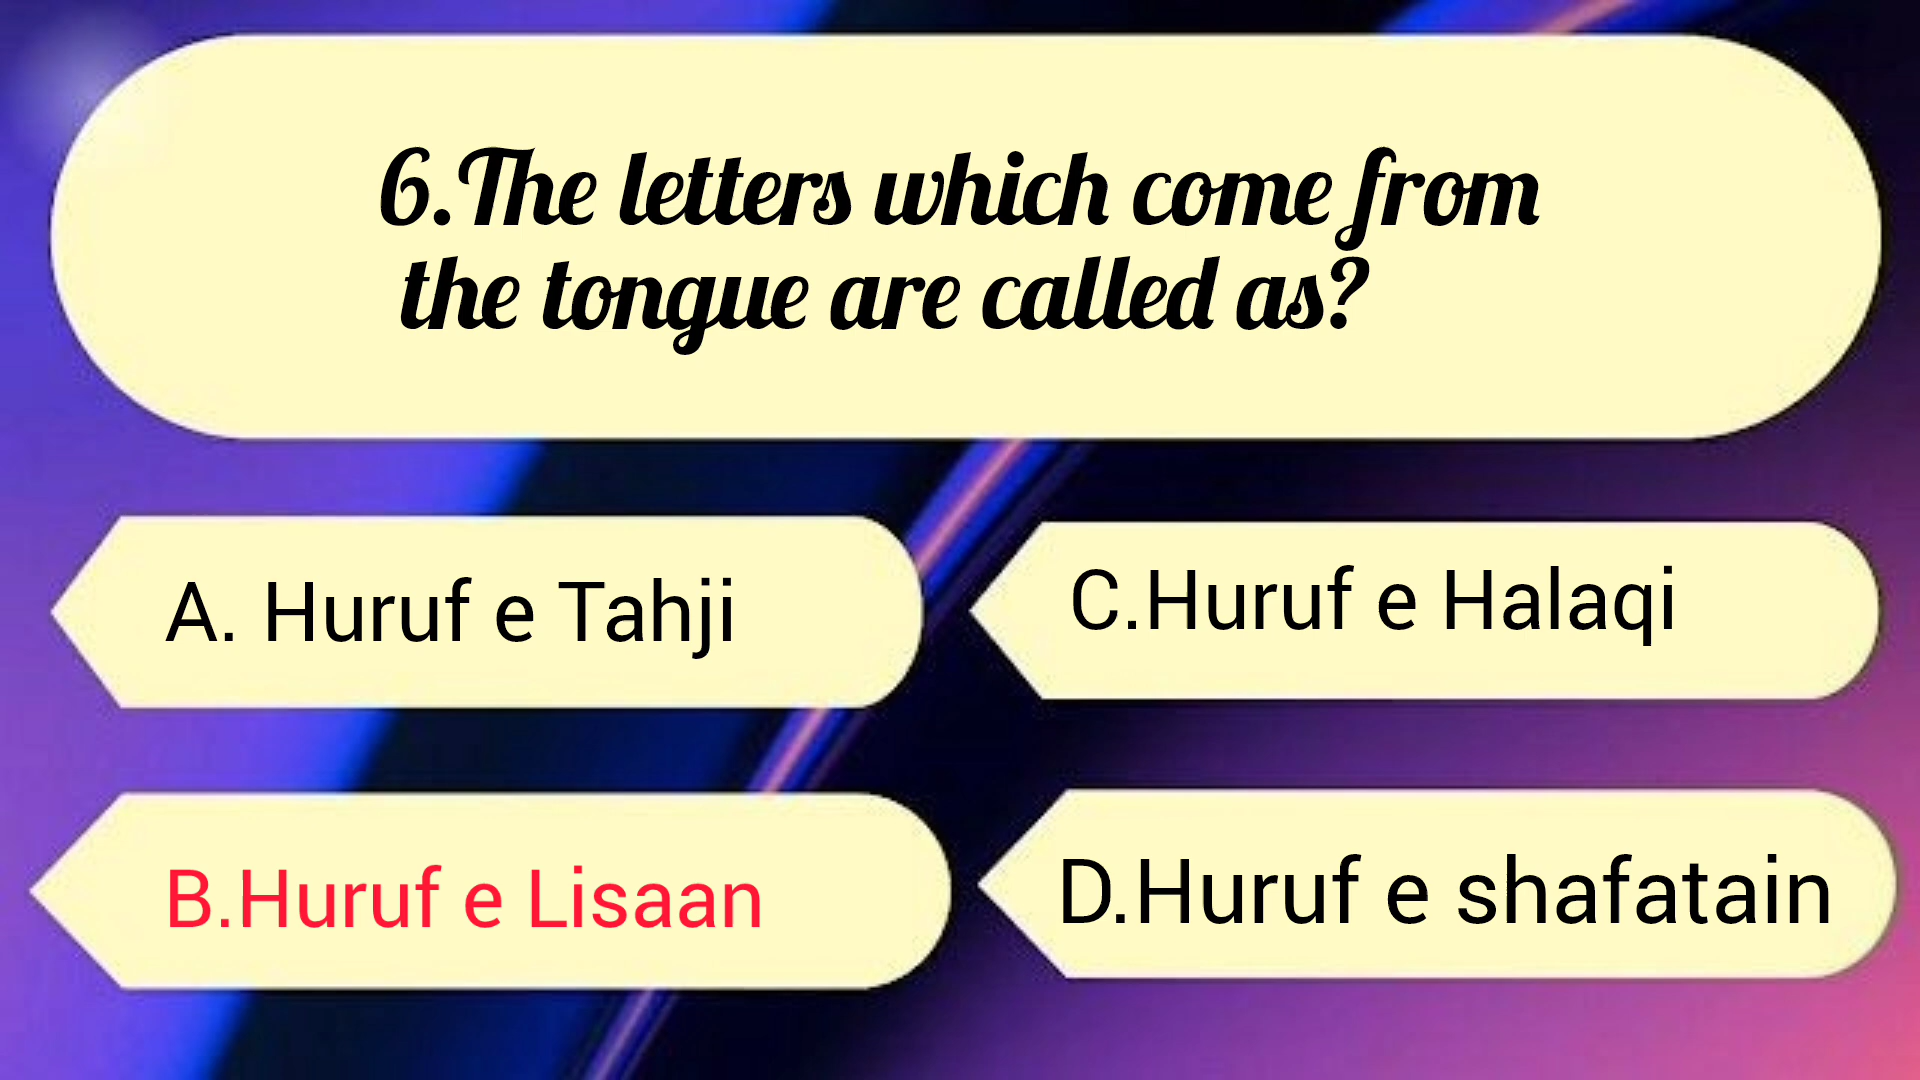 6.The letters which come from
the tongue are called as?
A. Huruf e Tahji
C.Huruf e Halaqi
B.Huruf e Lisaan
D.Huruf e shafatain